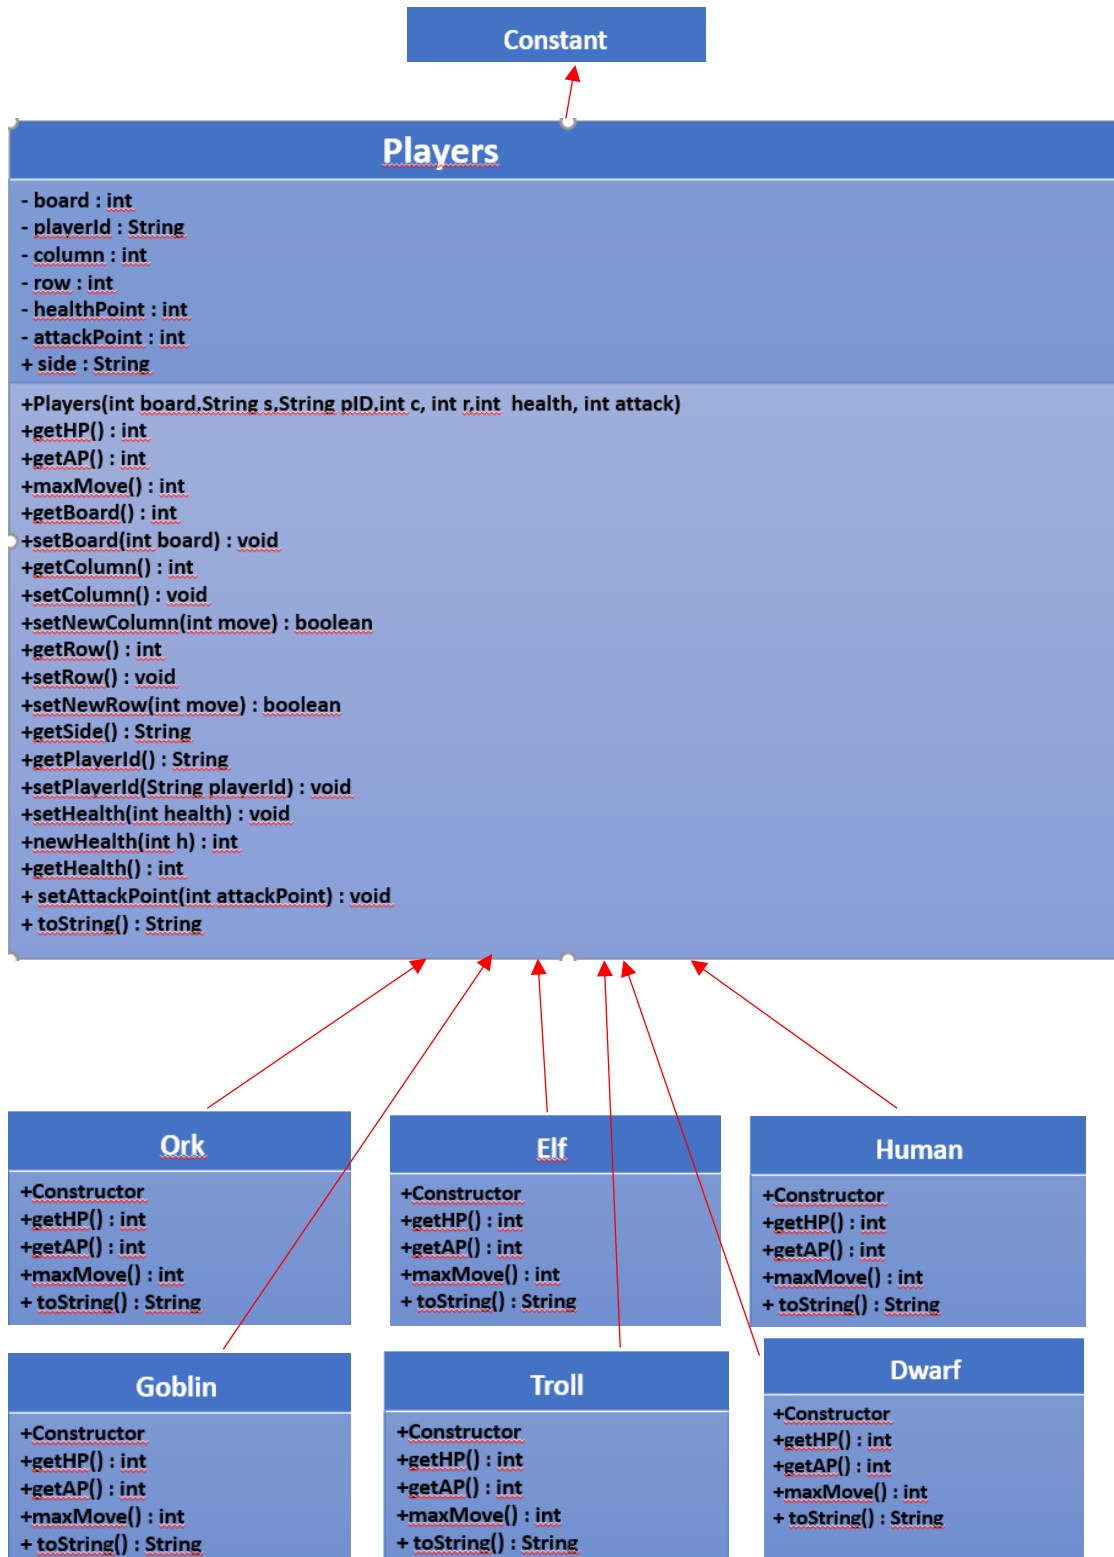 Constant
Players
- board : int
- playerId : String
- column : int
- row : int
- healthPoint : int
- attackPoint : int
+ side : String
+Players(int board,String s,String pID,int c, int r,int  health, int attack)
+getHP() : int
+getAP() : int
+maxMove() : int
+getBoard() : int
+setBoard(int board) : void
+getColumn() : int
+setColumn() : void
+setNewColumn(int move) : boolean
+getRow() : int
+setRow() : void
+setNewRow(int move) : boolean
+getSide() : String
+getPlayerId() : String
+setPlayerId(String playerId) : void
+setHealth(int health) : void
+newHealth(int h) : int
+getHealth() : int
+ setAttackPoint(int attackPoint) : void
+ toString() : String
Ork
+Constructor
+getHP() : int
+getAP() : int
+maxMove() : int
+ toString() : String
Elf
+Constructor
+getHP() : int
+getAP() : int
+maxMove() : int
+ toString() : String
Human
+Constructor
+getHP() : int
+getAP() : int
+maxMove() : int
+ toString() : String
Goblin
+Constructor
+getHP() : int
+getAP() : int
+maxMove() : int
+ toString() : String
Troll
+Constructor
+getHP() : int
+getAP() : int
+maxMove() : int
+ toString() : String
Dwarf
+Constructor
+getHP() : int
+getAP() : int
+maxMove() : int
+ toString() : String